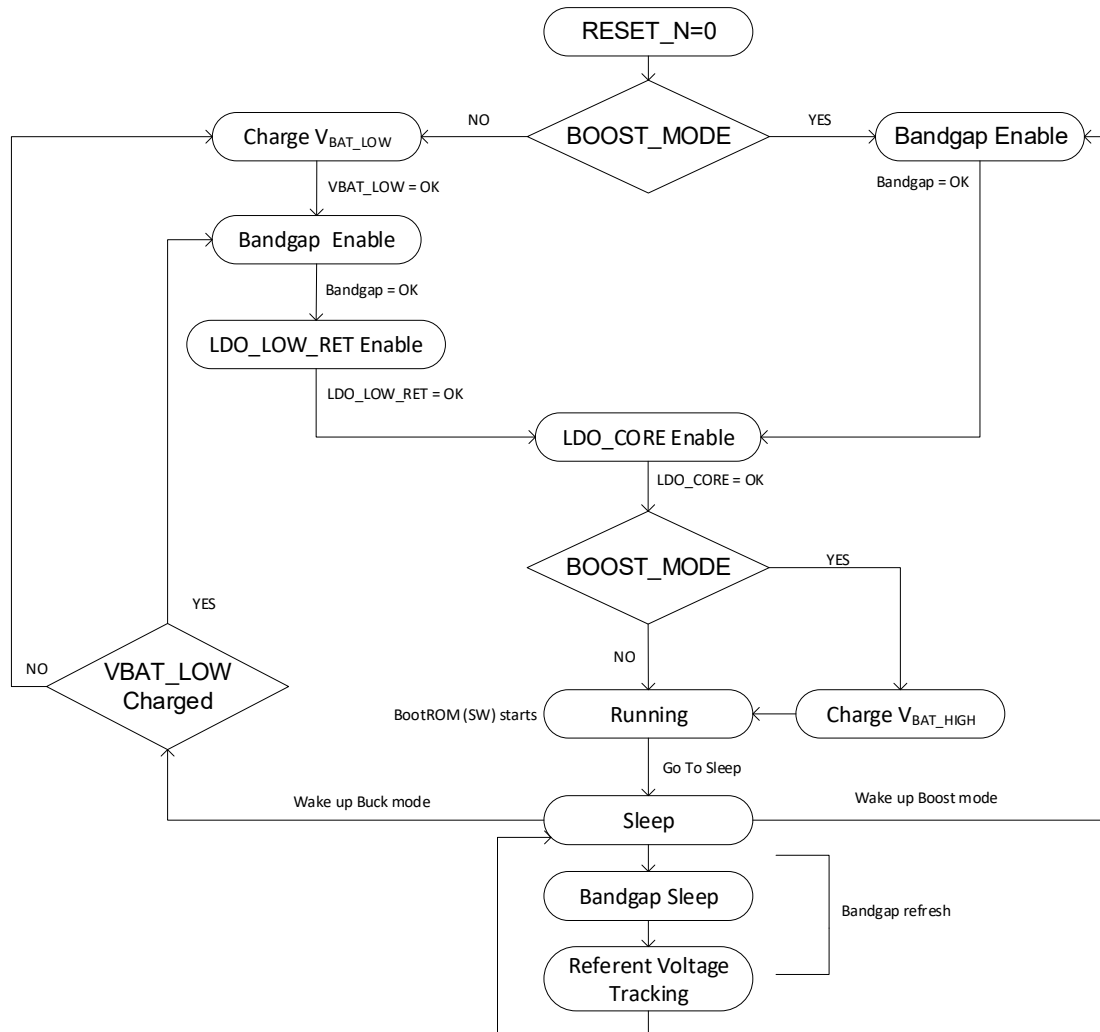 RESET_N=0
BOOST_MODE
NO
YES
Charge VBAT_LOW
Bandgap Enable
VBAT_LOW = OK
Bandgap = OK
Bandgap  Enable
Bandgap = OK
LDO_LOW_RET Enable
LDO_LOW_RET = OK
LDO_CORE Enable
LDO_CORE = OK
BOOST_MODE
YES
NO
YES
NO
VBAT_LOW
Charged
BootROM (SW) starts
Running
Charge VBAT_HIGH
Go To Sleep
Wake up Buck mode
Wake up Boost mode
Sleep
Bandgap Sleep
Bandgap refresh
Referent Voltage
Tracking